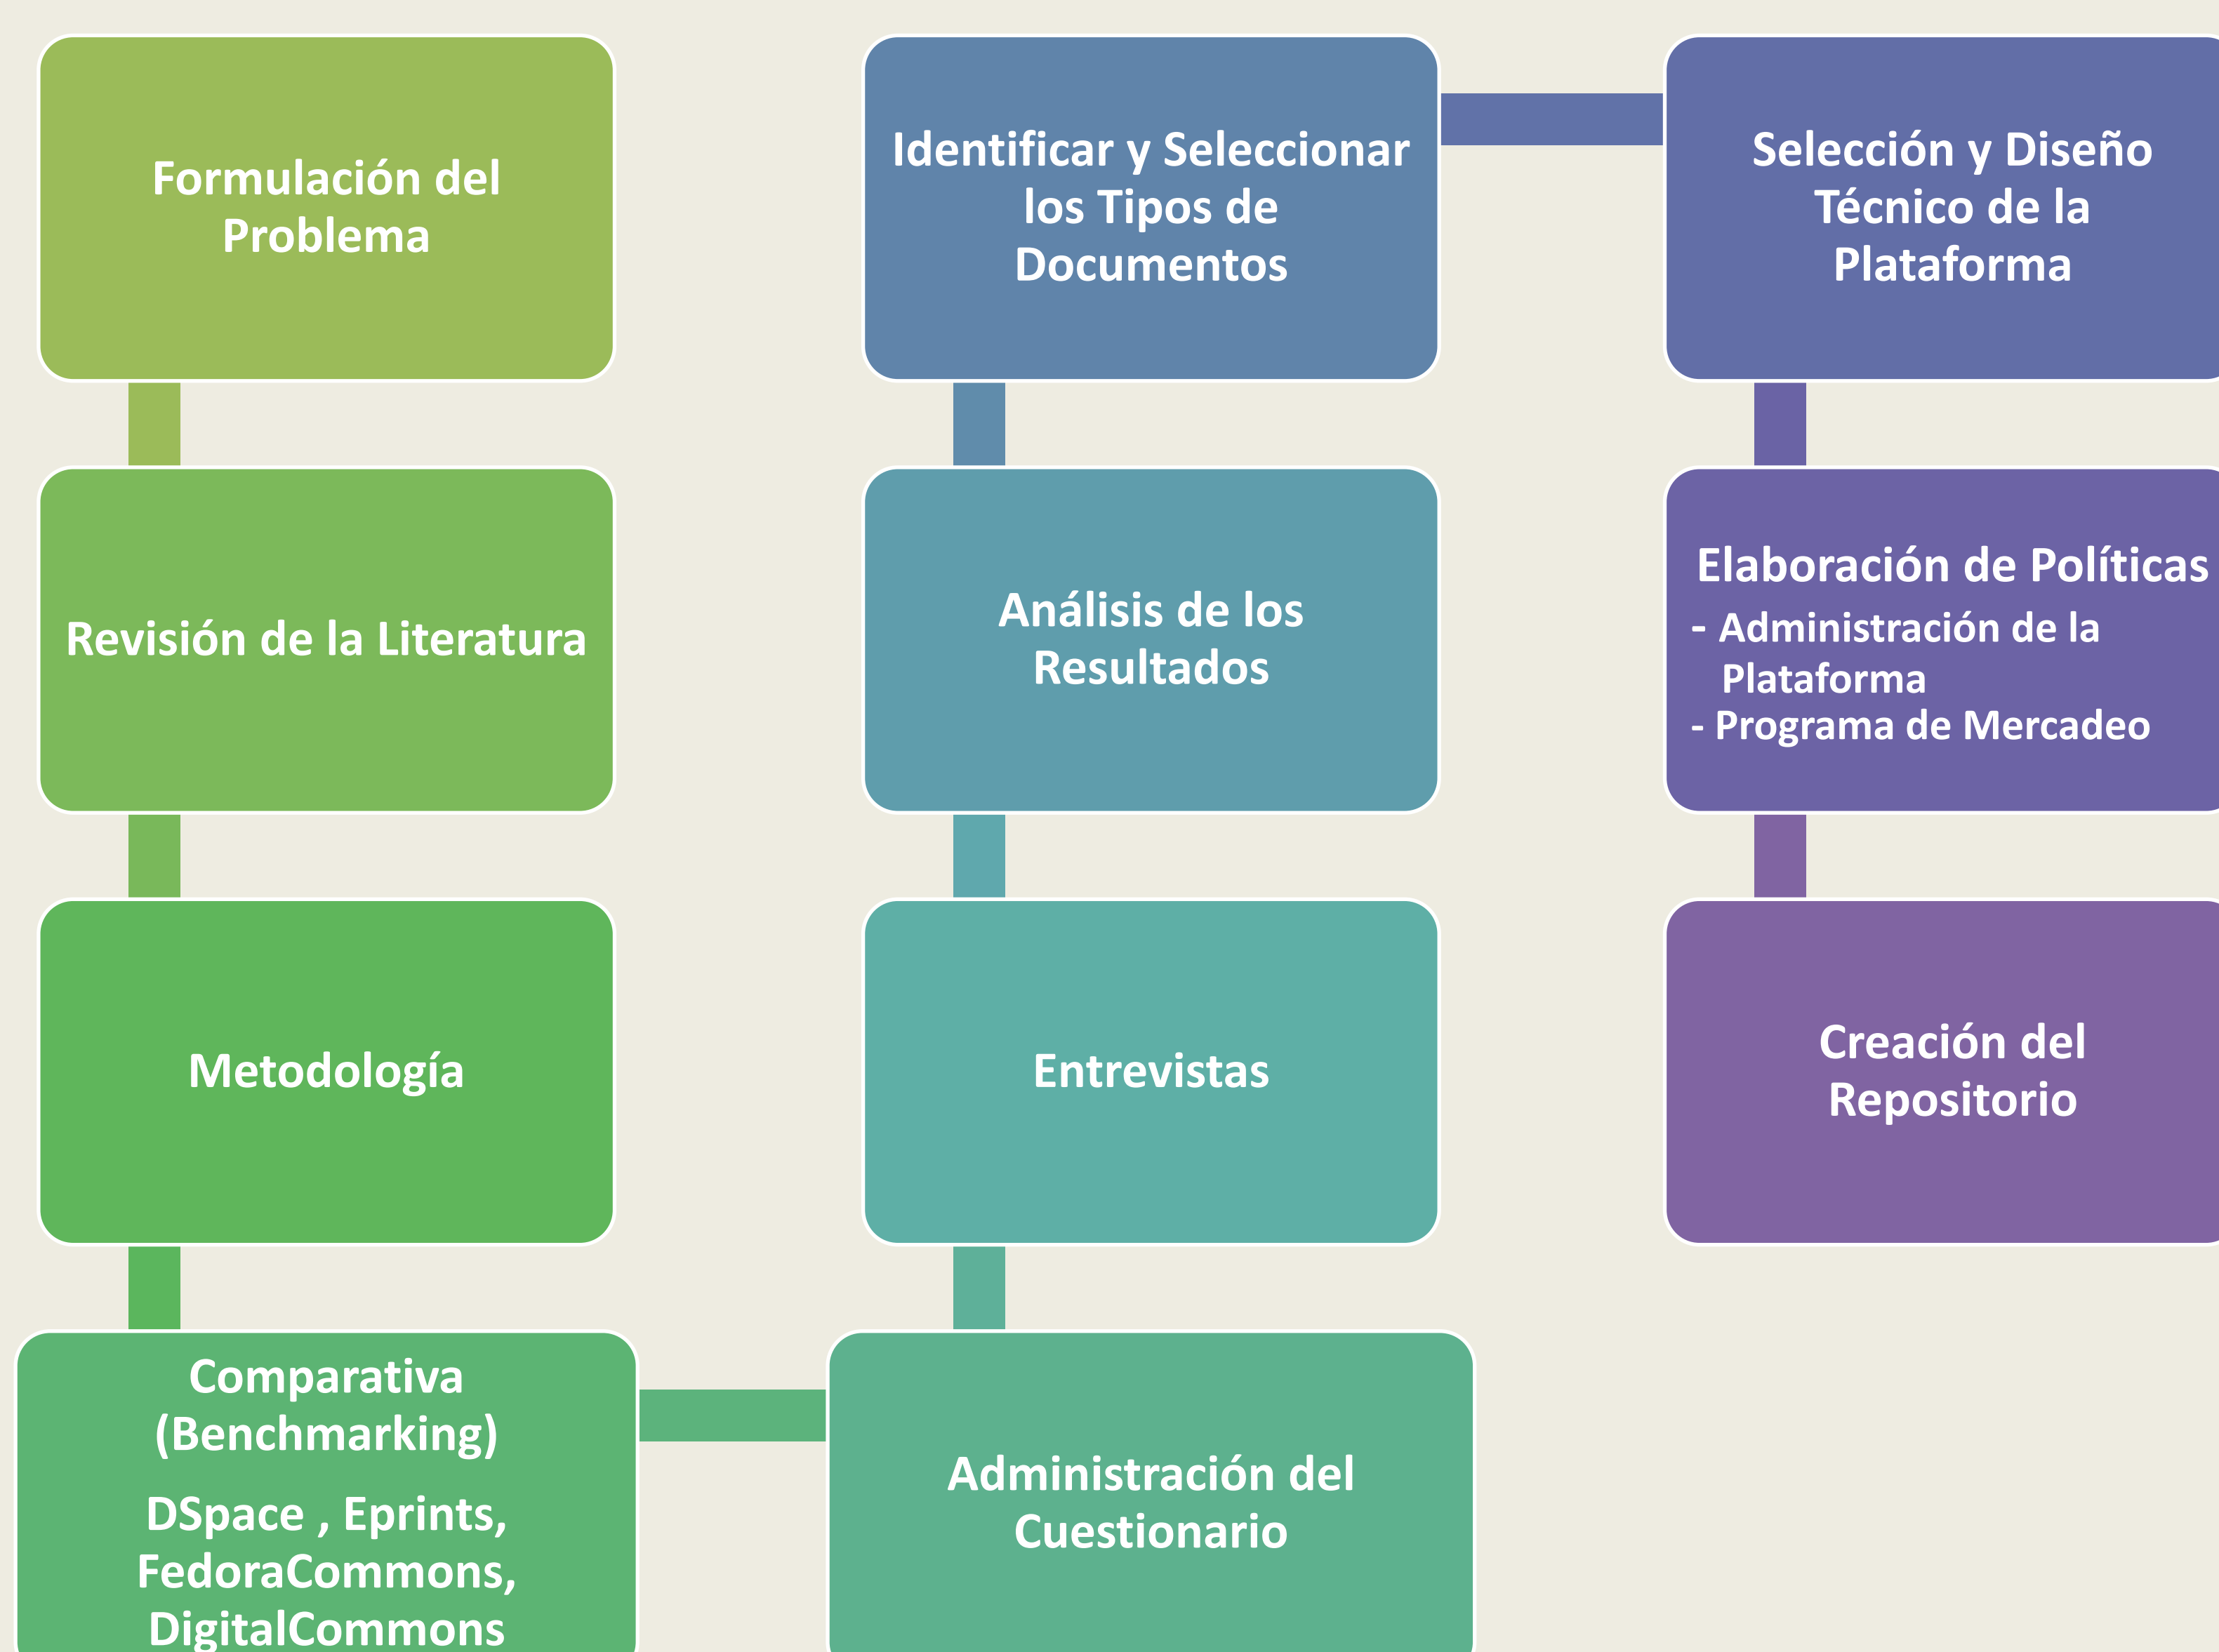 Formulación del
Problema
Revisión de la Literatura
Metodología
Comparativa
(Benchmarking)
DSpace , Eprints,
FedoraCommons,
DigitalCommons
Administración del
Cuestionario
Entrevistas
Análisis de los
Resultados
Identificar y Seleccionar
los Tipos de
Documentos
Selección y Diseño
Técnico de la
Plataforma
Elaboración de Políticas
- Administración de la
Plataforma
- Programa de Mercadeo
Creación del
Repositorio